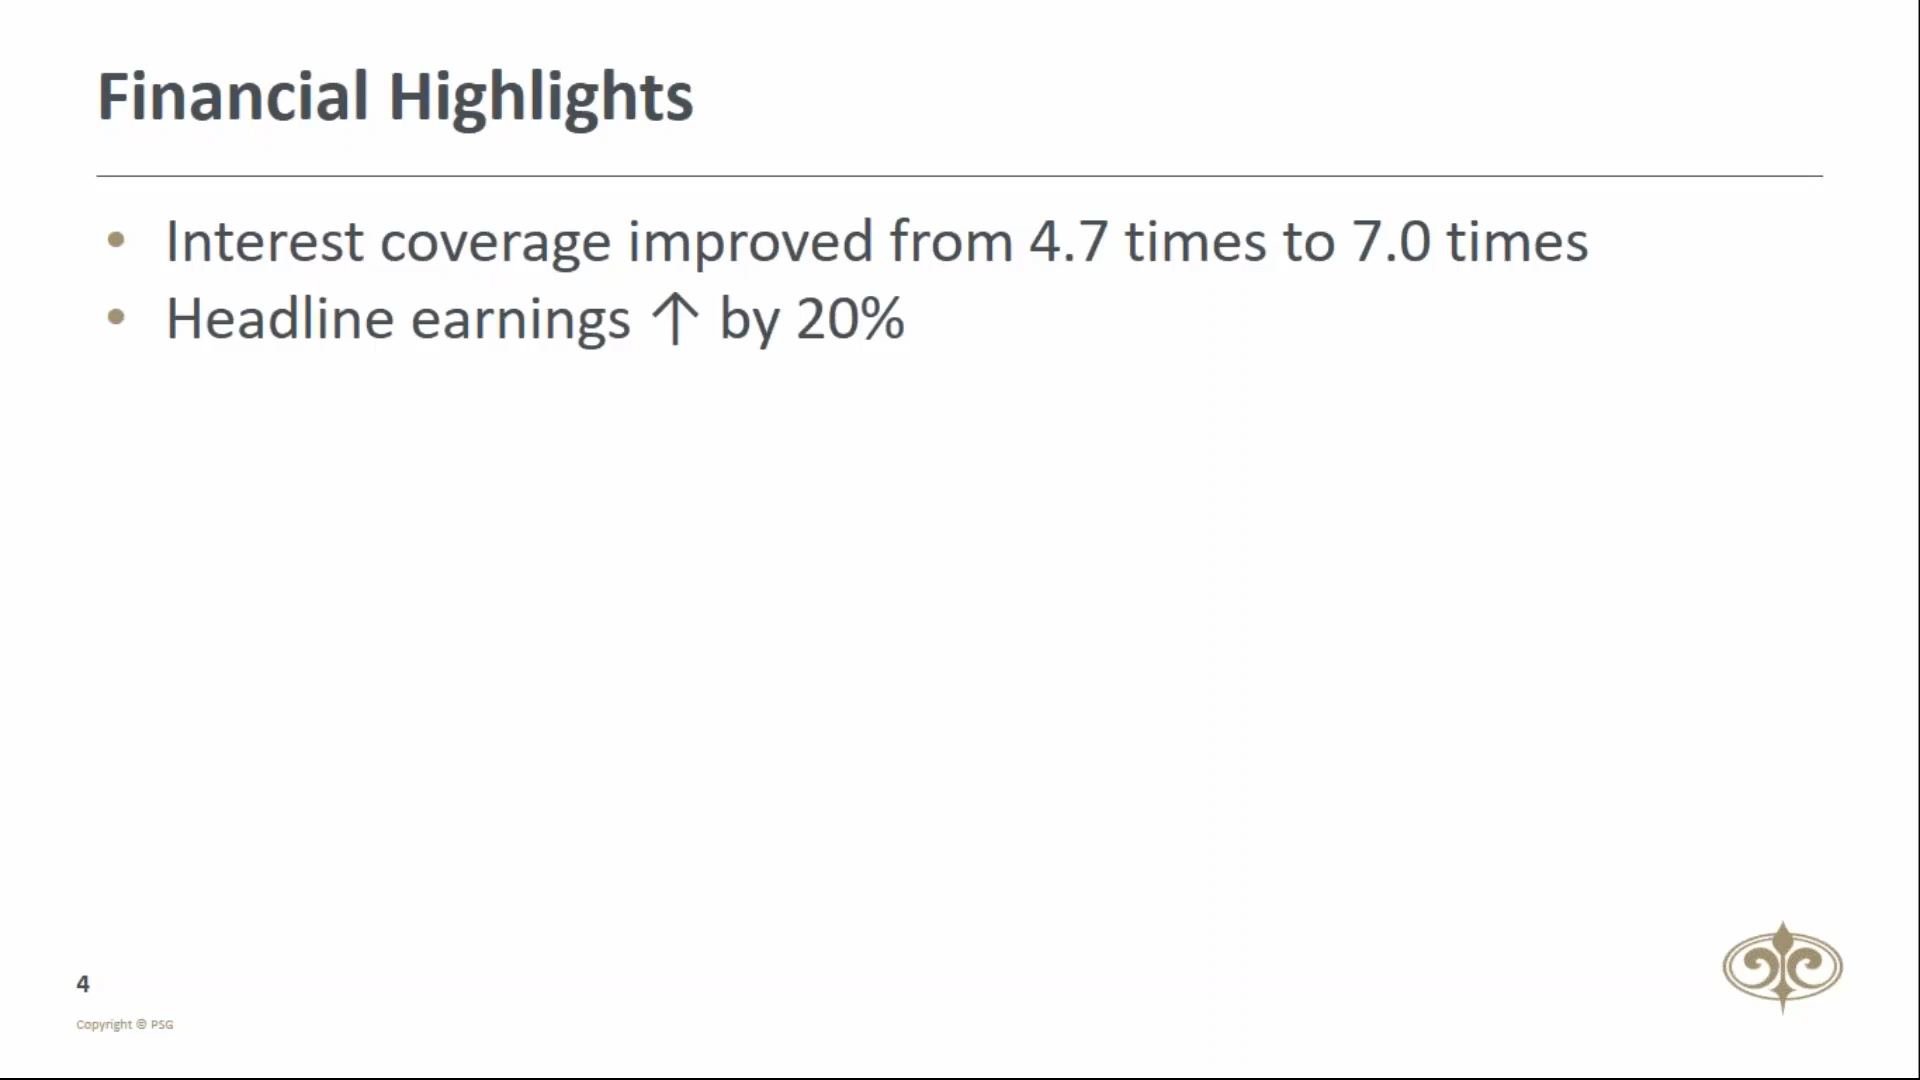 Financial Highlights
• Interest coverage improved from 4.7 times to 7.0 times
• Headline earnings ↑ by 20%
4
Copyright © PSG